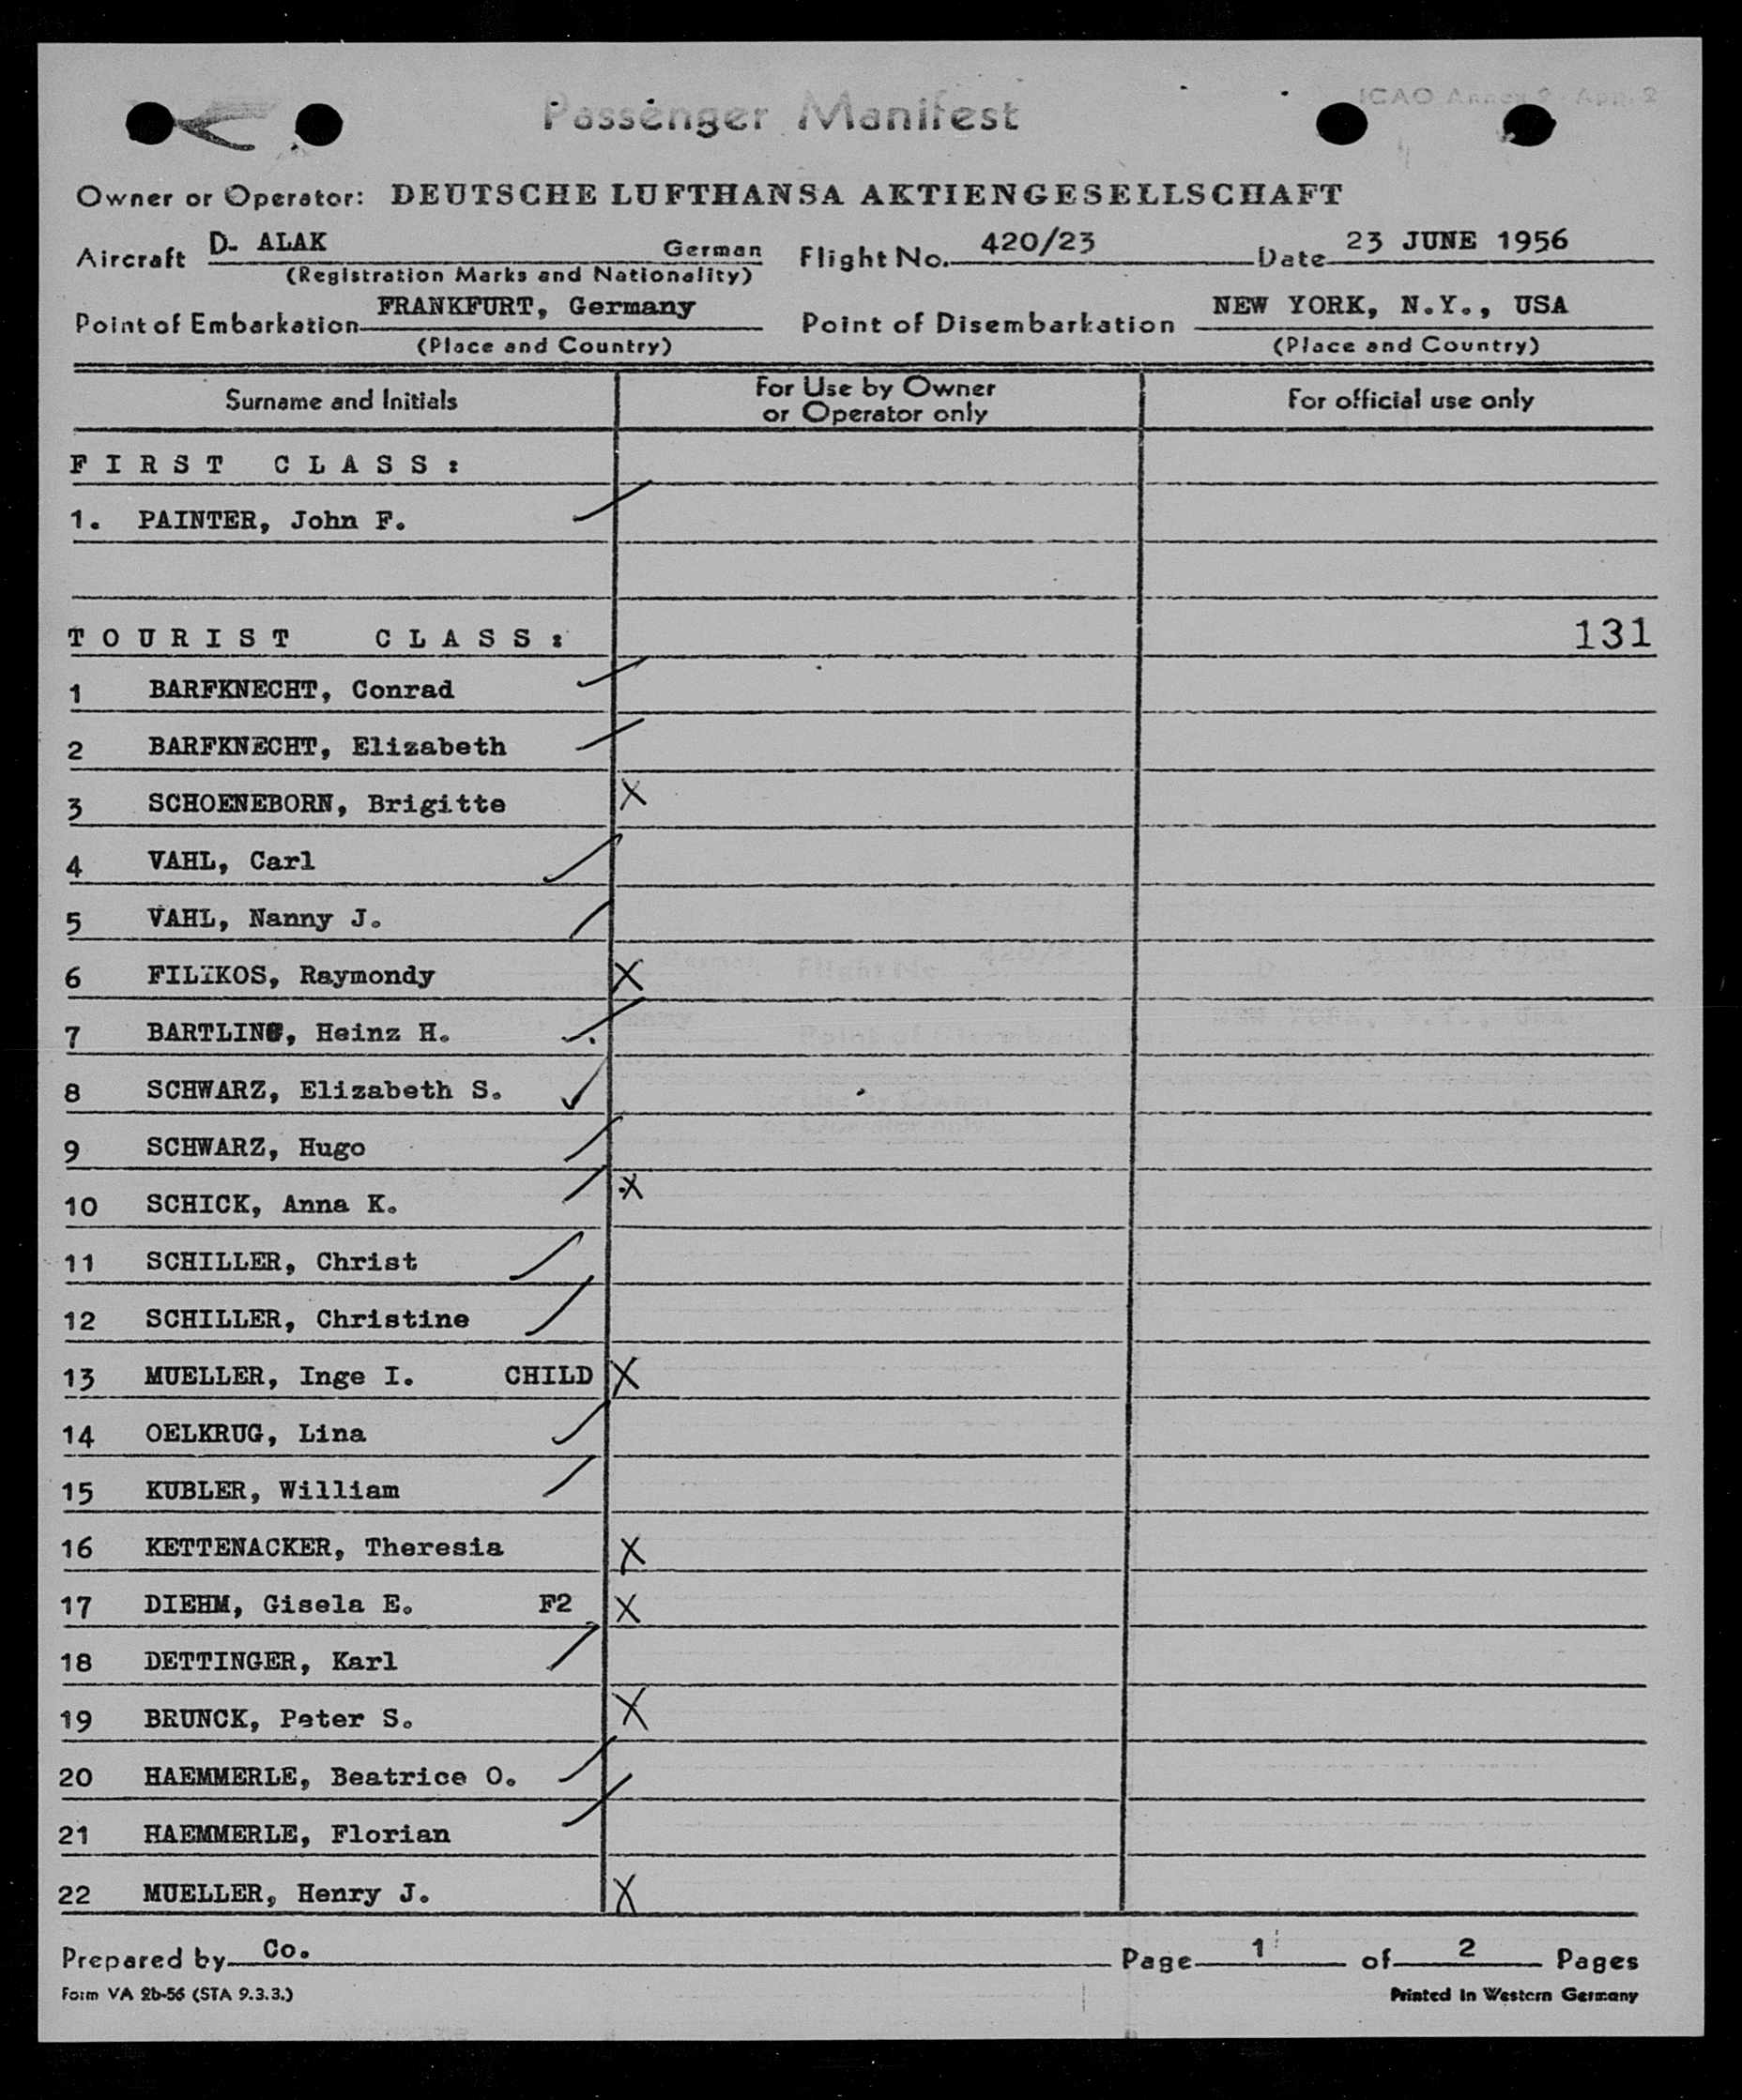 Passenger Manifest
ICAO Annex 9 App. 2
Owner or Operator: DEUTSCHE LUFTHANSA AKTIENGESELLSCHAFT
Aircraft D- ALAK German Flight No. 420/23 Date 23 JUNE 1956
(Registration Marks and Nationality)
Point of Embarkation FRANKFURT, Germany Point of Disembarkation NEW YORK, N.Y., USA
(Place and Country) (Place and Country)
Surname and Initials For Use by Owner or Operator only For official use only
FIRST CLASS:
1. PAINTER, John F.
TOURIST CLASS: 131
1 BARFKNECHT, Conrad
2 BARFKNECHT, Elizabeth
3 SCHOENEBORN, Brigitte X
4 VAHL, Carl
5 VAHL, Nanny J.
6 FILIKOS, Raymondy X
7 BARTLING, Heinz H.
8 SCHWARZ, Elizabeth S.
9 SCHWARZ, Hugo
10 SCHICK, Anna K. X
11 SCHILLER, Christ
12 SCHILLER, Christine
13 MUELLER, Inge I. CHILD X
14 OELKRUG, Lina
15 KUBLER, William
16 KETTENACKER, Theresia X
17 DIEHM, Gisela E. F2 X
18 DETTINGER, Karl
19 BRUNCK, Peter S. X
20 HAEMMERLE, Beatrice O.
21 HAEMMERLE, Florian
22 MUELLER, Henry J. X
Prepared by Co. Page 1 of 2 Pages
Form VA 2b-56 (STA 9.3.3.) Printed in Western Germany